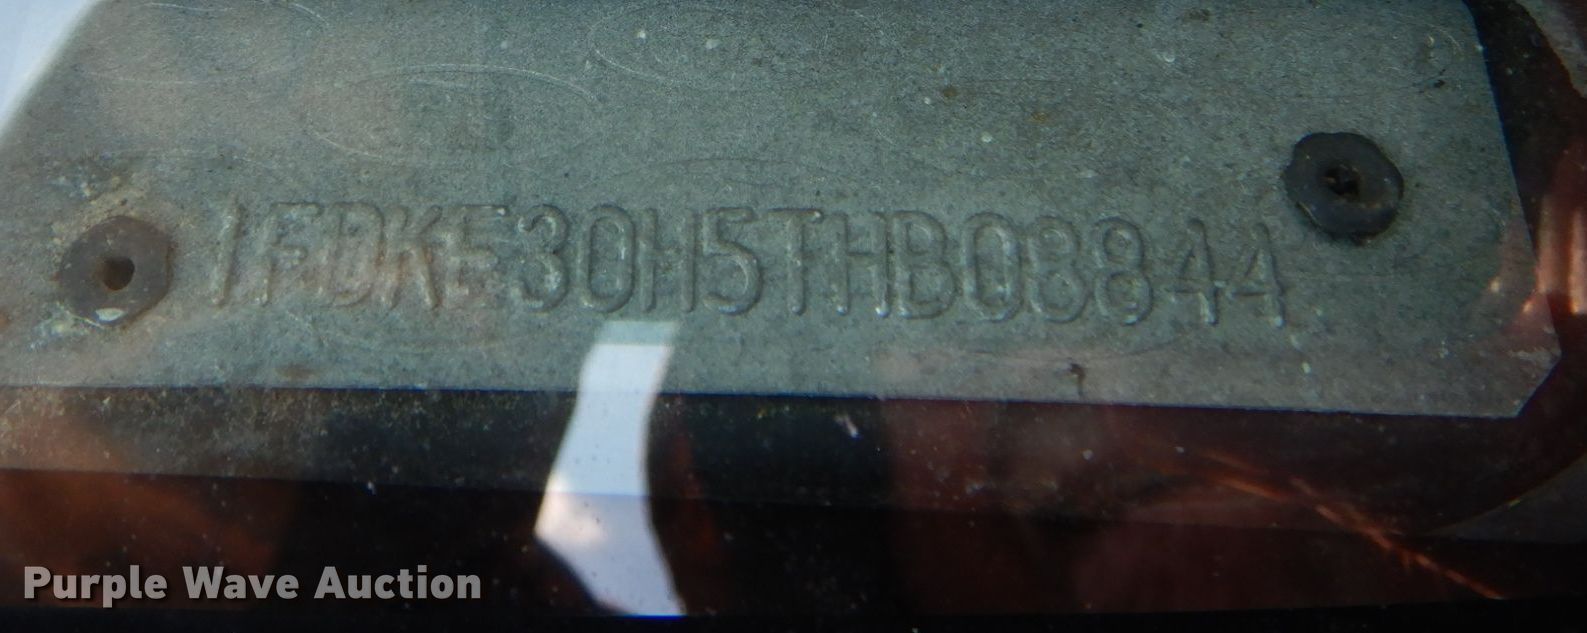 1FDKE30H5THB08844
Purple Wave Auction